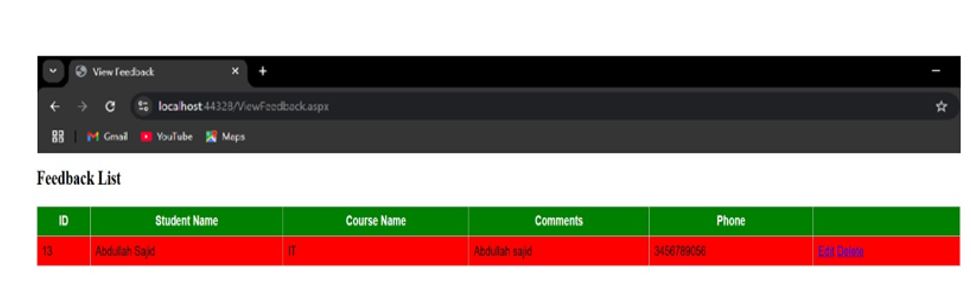 View Feedback
localhost:44328/ViewFeedback.aspx
Gmail YouTube Maps
Feedback List
ID Student Name Course Name Comments Phone
13 Abdullah Sajid IT Abdullah sajid 3456789056 Edit Delete